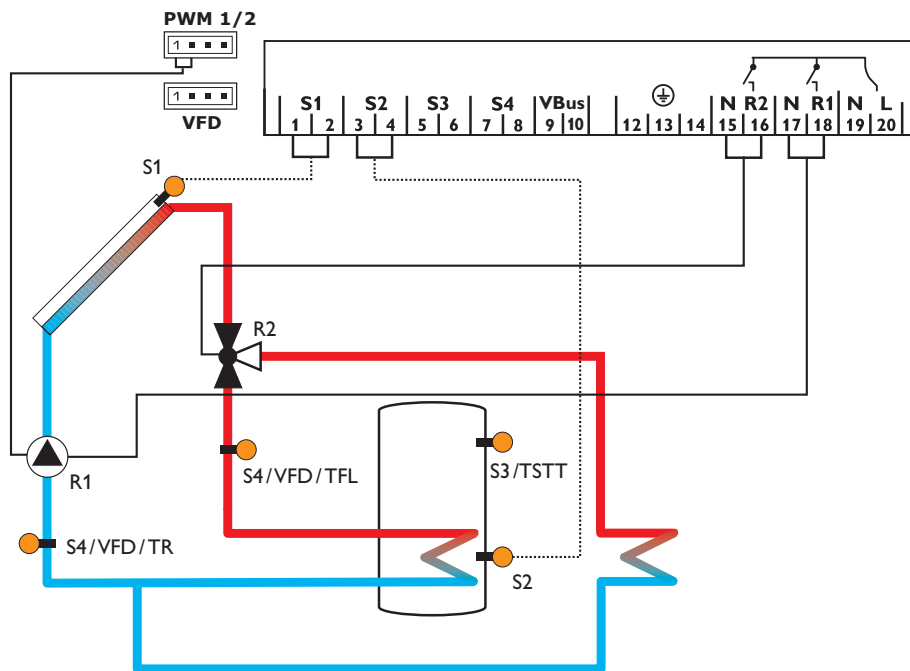 PWM 1/2
1
1
VFD
S1 S2 S3 S4 VBus N R2 N R1 N L
1 2 3 4 5 6 7 8 9 10 12 13 14 15 16 17 18 19 20
S1
R2
S4/VFD/TFL
S3/TSTT
R1
S4/VFD/TR
S2